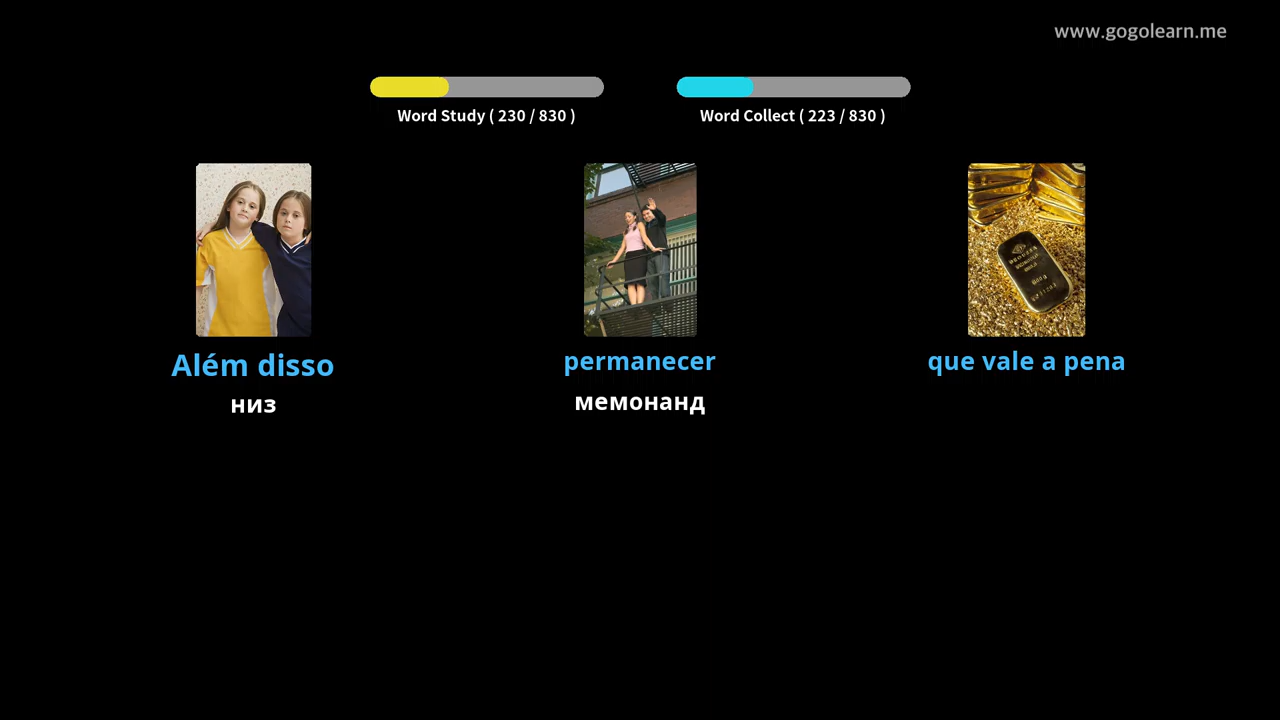 www.gogolearn.me
Word Study ( 230 / 830 )
Word Collect ( 223 / 830 )
Além disso
permanecer
que vale a pena
низ
мемонанд